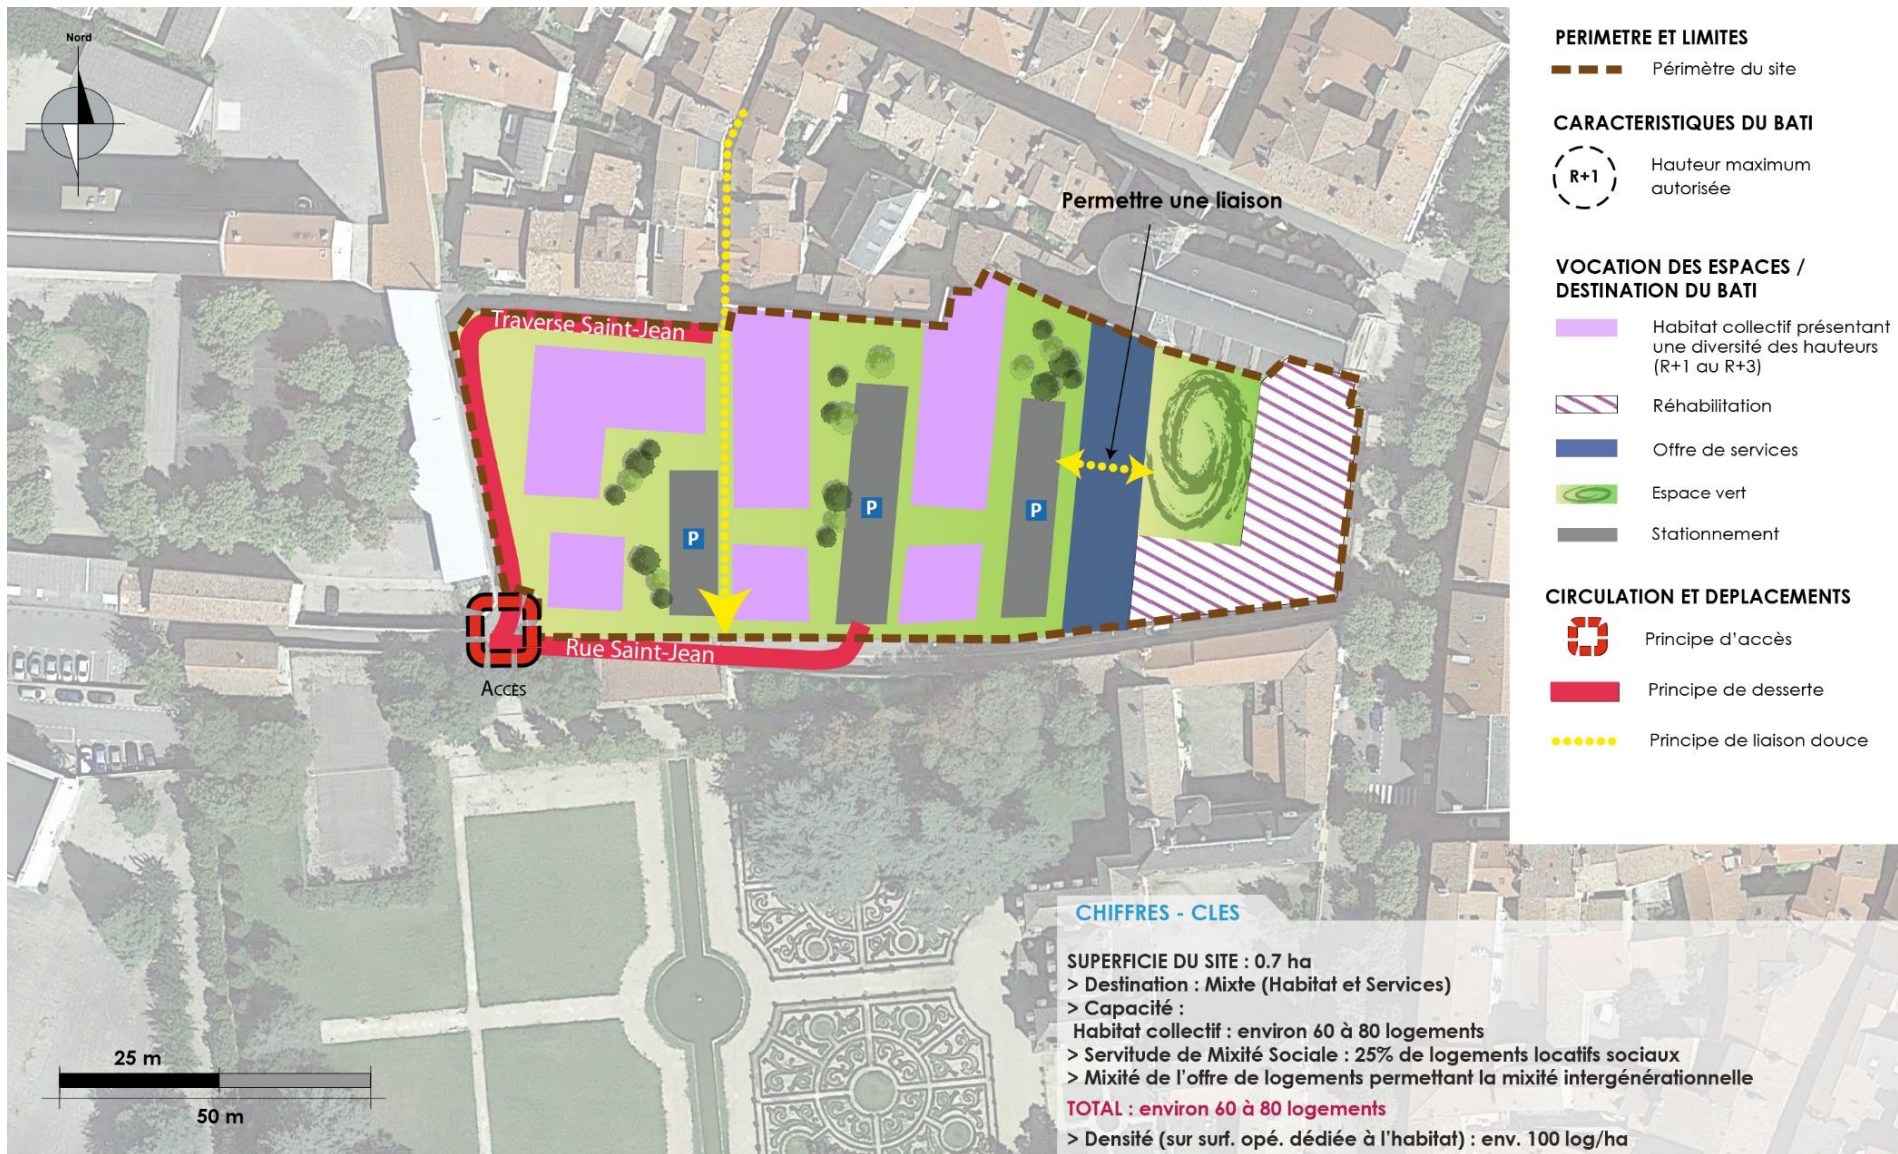 Nord
Permettre une liaison
Traverse Saint-Jean
P
P
P
Rue Saint-Jean
ACCÈS
25 m
50 m
PERIMETRE ET LIMITES
Périmètre du site
CARACTERISTIQUES DU BATI
R+1
Hauteur maximum
autorisée
VOCATION DES ESPACES /
DESTINATION DU BATI
Habitat collectif présentant
une diversité des hauteurs
(R+1 au R+3)
Réhabilitation
Offre de services
Espace vert
Stationnement
CIRCULATION ET DEPLACEMENTS
Principe d'accès
Principe de desserte
Principe de liaison douce
CHIFFRES - CLES
SUPERFICIE DU SITE : 0.7 ha
> Destination : Mixte (Habitat et Services)
> Capacité :
Habitat collectif : environ 60 à 80 logements
> Servitude de Mixité Sociale : 25% de logements locatifs sociaux
> Mixité de l'offre de logements permettant la mixité intergénérationnelle
TOTAL : environ 60 à 80 logements
> Densité (sur surf. opé. dédiée à l'habitat) : env. 100 log/ha